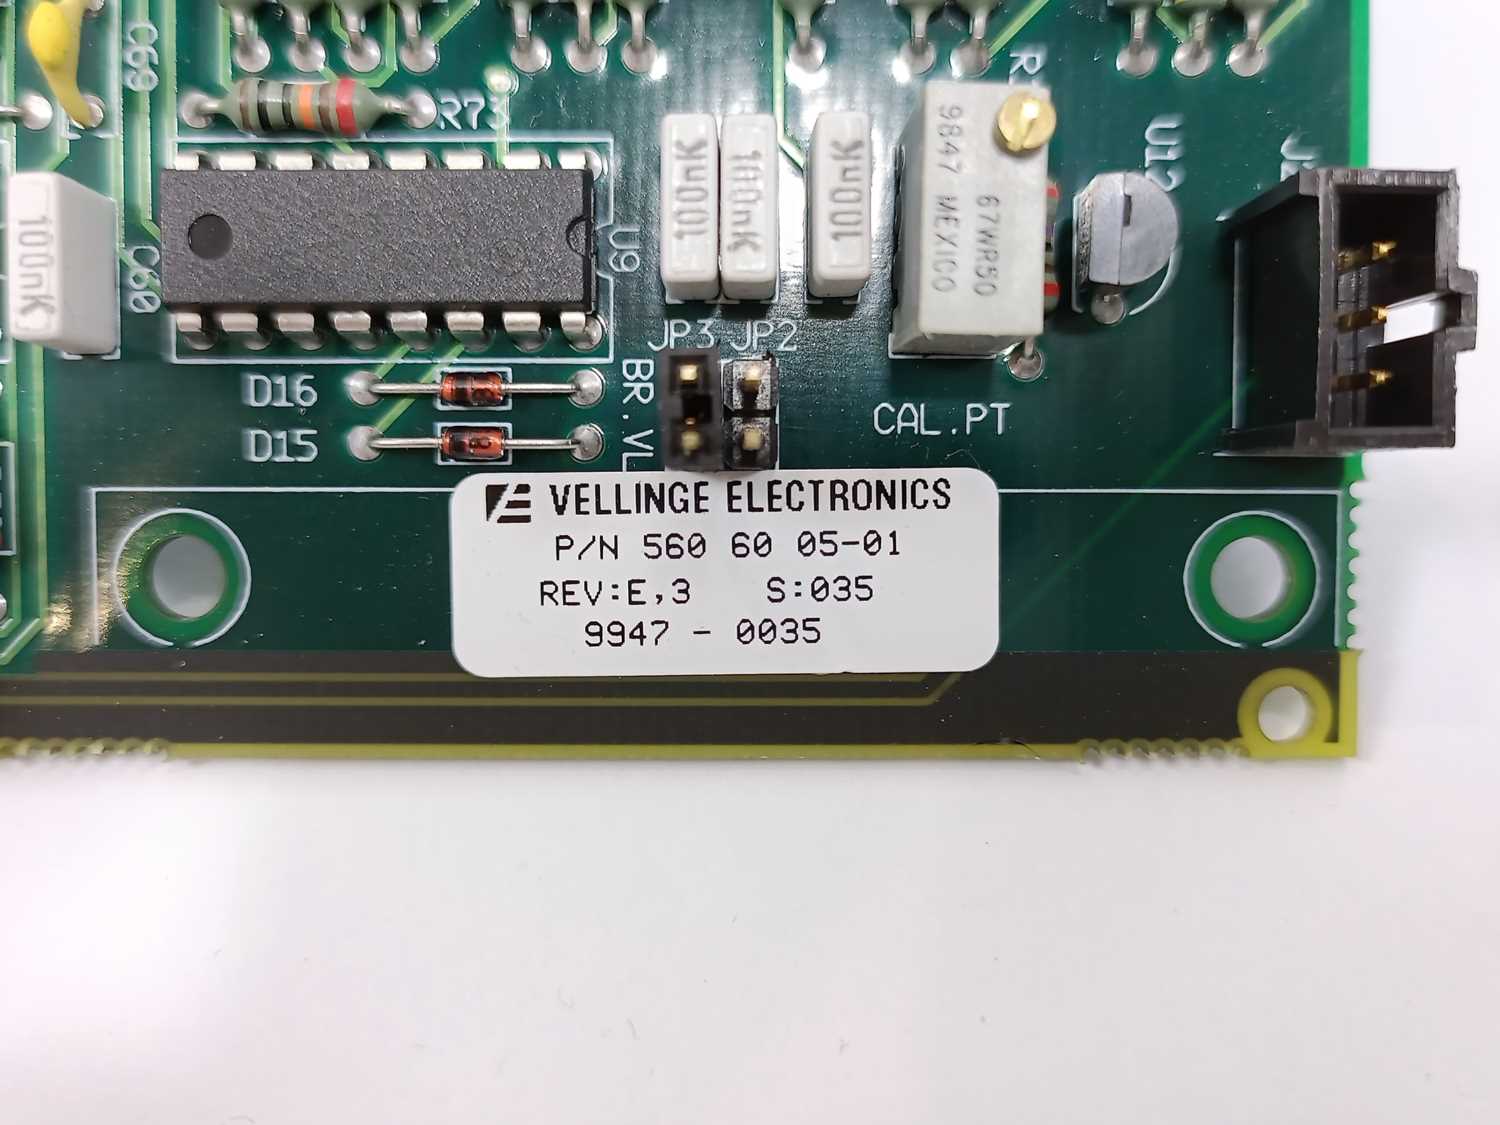 C69
R73
100nK
C60
U9
100nK
100nK
100nK
9847 MEXICO
67WR50
JP3 JP2
D16
D15
BR.VL
CAL.PT
VELLINGE ELECTRONICS
P/N 560 60 05-01
REV:E,3 S:035
9947 - 0035